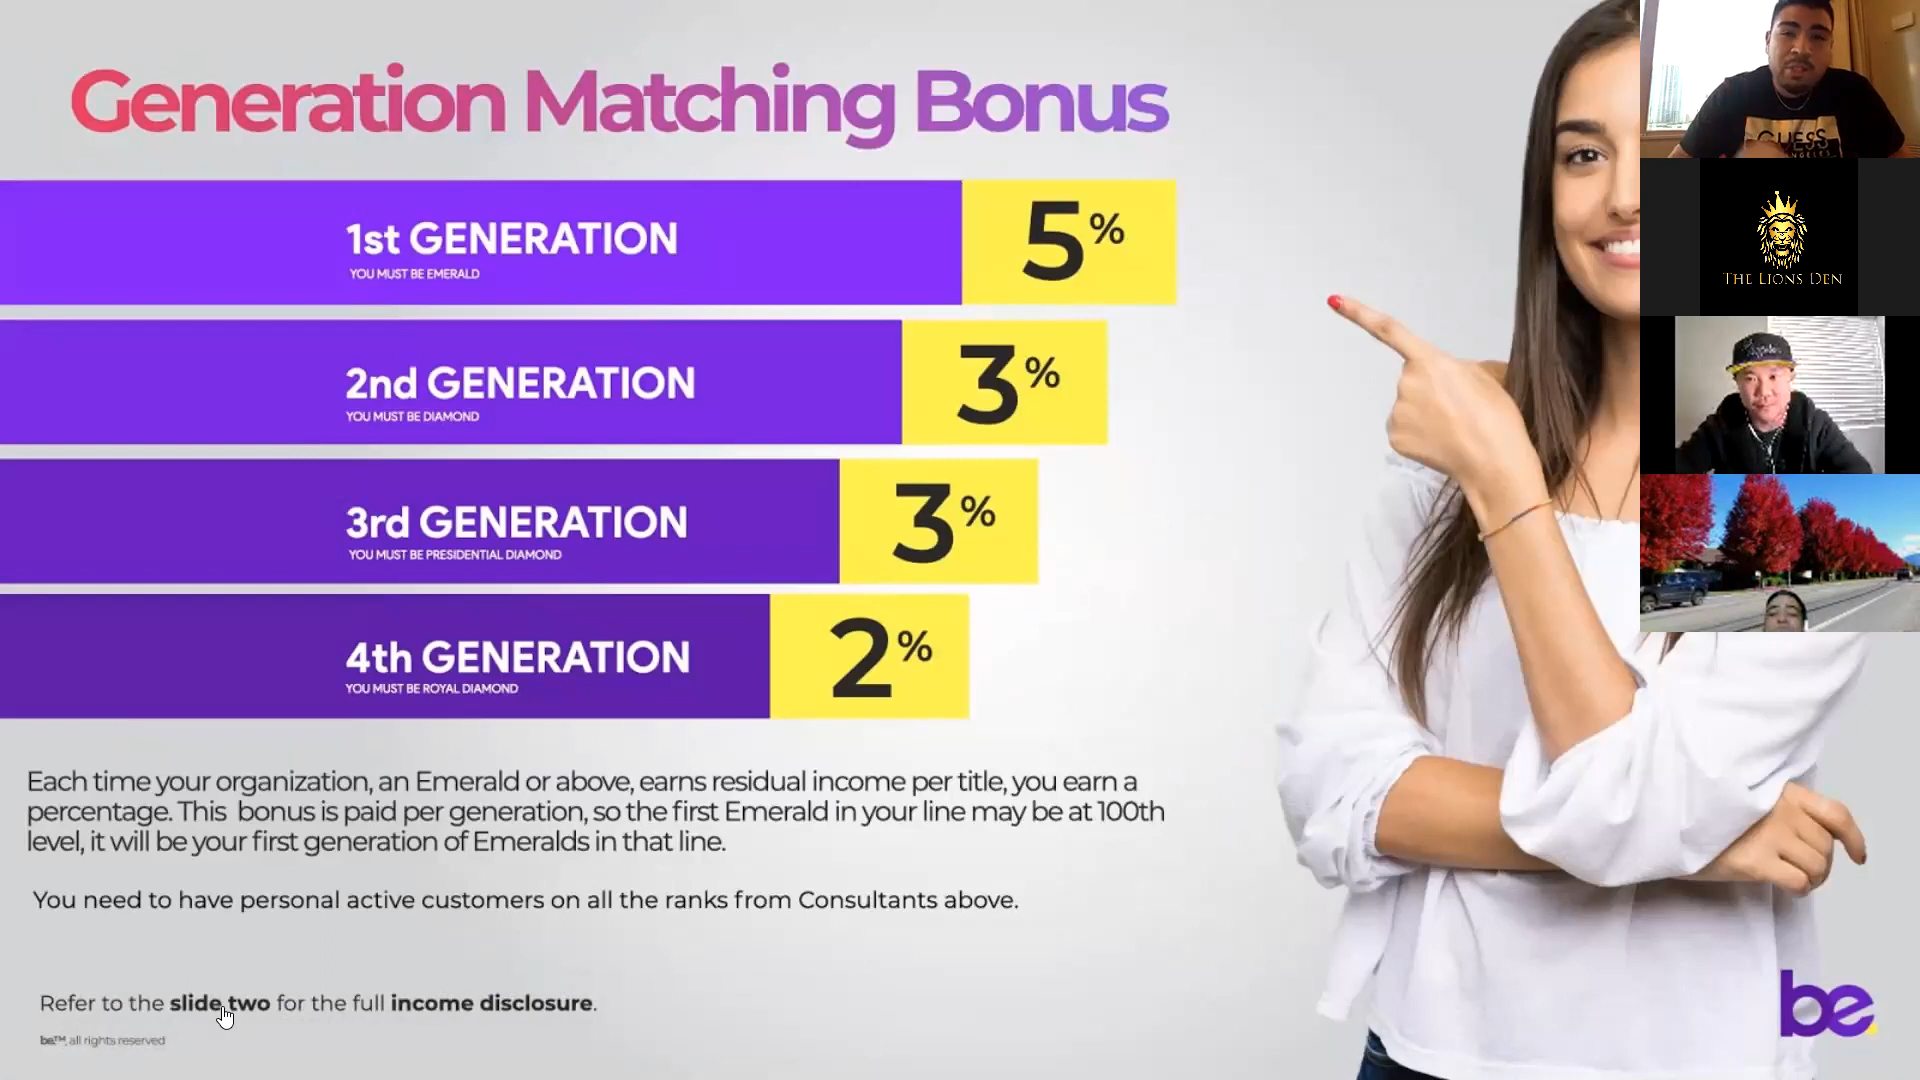 Generation Matching Bonus
1st GENERATION
YOU MUST BE EMERALD
5%
2nd GENERATION
YOU MUST BE DIAMOND
3%
3rd GENERATION
YOU MUST BE PRESIDENTIAL DIAMOND
3%
4th GENERATION
YOU MUST BE ROYAL DIAMOND
2%
Each time your organization, an Emerald or above, earns residual income per title, you earn a
percentage. This bonus is paid per generation, so the first Emerald in your line may be at 100th
level, it will be your first generation of Emeralds in that line.
You need to have personal active customers on all the ranks from Consultants above.
Refer to the slide two for the full income disclosure.
be™, all rights reserved
be
GUESS
THE LIONS DEN